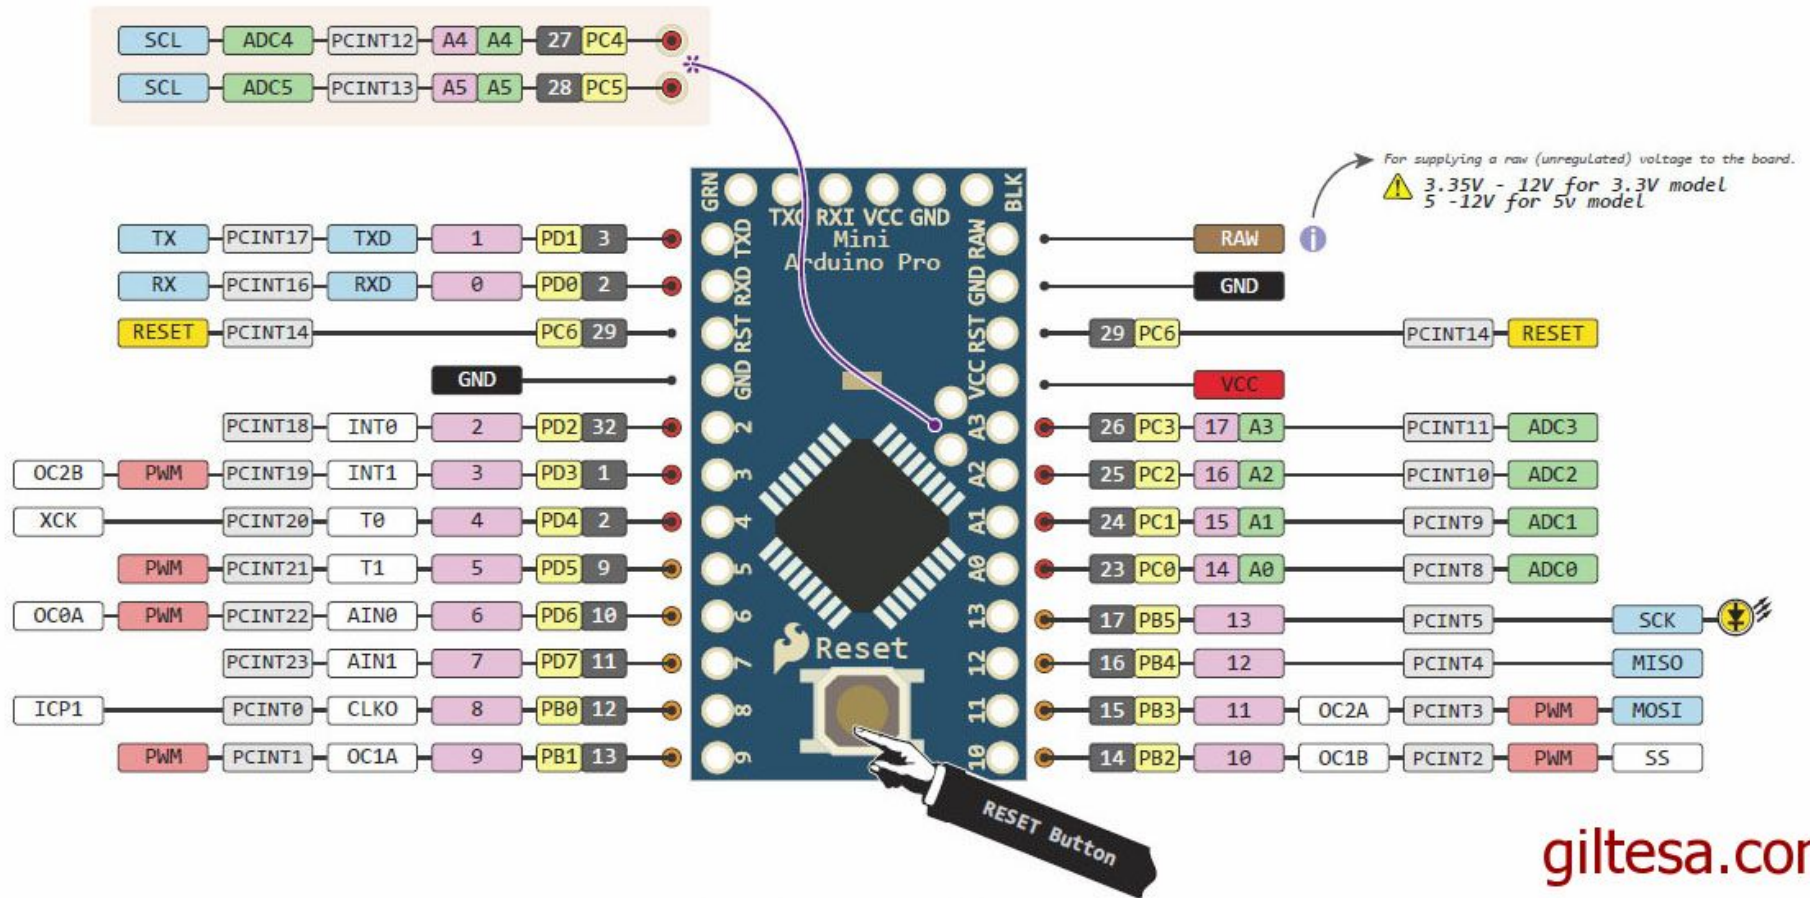 SCL ADC4 PCINT12 A4 A4 27 PC4
SCL ADC5 PCINT13 A5 A5 28 PC5
For supplying a raw (unregulated) voltage to the board.
3.35V - 12V for 3.3V model
5 -12V for 5v model
GRN
BLK
TXO RXI VCC GND
Mini
Arduino Pro
TX PCINT17 TXD 1 PD1 3
RX PCINT16 RXD 0 PD0 2
RESET PCINT14 PC6 29
GND
PCINT18 INT0 2 PD2 32
OC2B PWM PCINT19 INT1 3 PD3 1
XCK PCINT20 T0 4 PD4 2
PWM PCINT21 T1 5 PD5 9
OC0A PWM PCINT22 AIN0 6 PD6 10
PCINT23 AIN1 7 PD7 11
ICP1 PCINT0 CLKO 8 PB0 12
PWM PCINT1 OC1A 9 PB1 13
TXD
RXD
RST
GND
2
3
4
5
6
7
8
9
RAW
GND
RST
VCC
A3
A2
A1
A0
13
12
11
10
Reset
RESET Button
RAW i
GND
29 PC6 PCINT14 RESET
VCC
26 PC3 17 A3 PCINT11 ADC3
25 PC2 16 A2 PCINT10 ADC2
24 PC1 15 A1 PCINT9 ADC1
23 PC0 14 A0 PCINT8 ADC0
17 PB5 13 PCINT5 SCK
16 PB4 12 PCINT4 MISO
15 PB3 11 OC2A PCINT3 PWM MOSI
14 PB2 10 OC1B PCINT2 PWM SS
giltesa.com